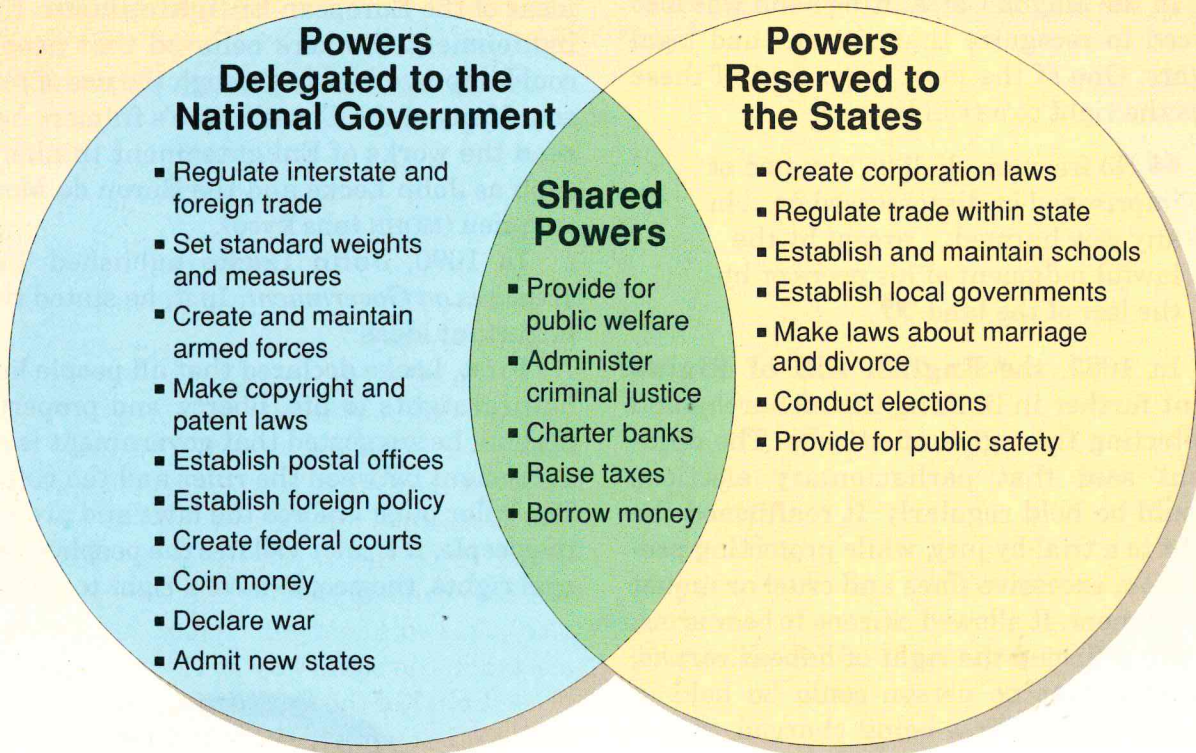 Powers
Delegated to the
National Government
▪ Regulate interstate and
foreign trade
▪ Set standard weights
and measures
▪ Create and maintain
armed forces
▪ Make copyright and
patent laws
▪ Establish postal offices
▪ Establish foreign policy
▪ Create federal courts
▪ Coin money
▪ Declare war
▪ Admit new states
Shared
Powers
▪ Provide for
public welfare
▪ Administer
criminal justice
▪ Charter banks
▪ Raise taxes
▪ Borrow money
Powers
Reserved to
the States
▪ Create corporation laws
▪ Regulate trade within state
▪ Establish and maintain schools
▪ Establish local governments
▪ Make laws about marriage
and divorce
▪ Conduct elections
▪ Provide for public safety